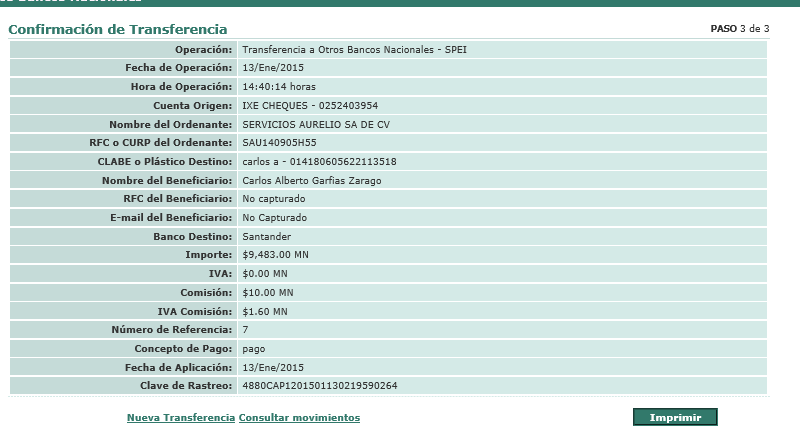 Confirmación de Transferencia
PASO 3 de 3
Operación: Transferencia a Otros Bancos Nacionales - SPEI
Fecha de Operación: 13/Ene/2015
Hora de Operación: 14:40:14 horas
Cuenta Origen: IXE CHEQUES - 0252403954
Nombre del Ordenante: SERVICIOS AURELIO SA DE CV
RFC o CURP del Ordenante: SAU140905H55
CLABE o Plástico Destino: carlos a - 014180605622113518
Nombre del Beneficiario: Carlos Alberto Garfias Zarago
RFC del Beneficiario: No capturado
E-mail del Beneficiario: No Capturado
Banco Destino: Santander
Importe: $9,483.00 MN
IVA: $0.00 MN
Comisión: $10.00 MN
IVA Comisión: $1.60 MN
Número de Referencia: 7
Concepto de Pago: pago
Fecha de Aplicación: 13/Ene/2015
Clave de Rastreo: 4880CAP1201501130219590264
Nueva Transferencia Consultar movimientos
Imprimir